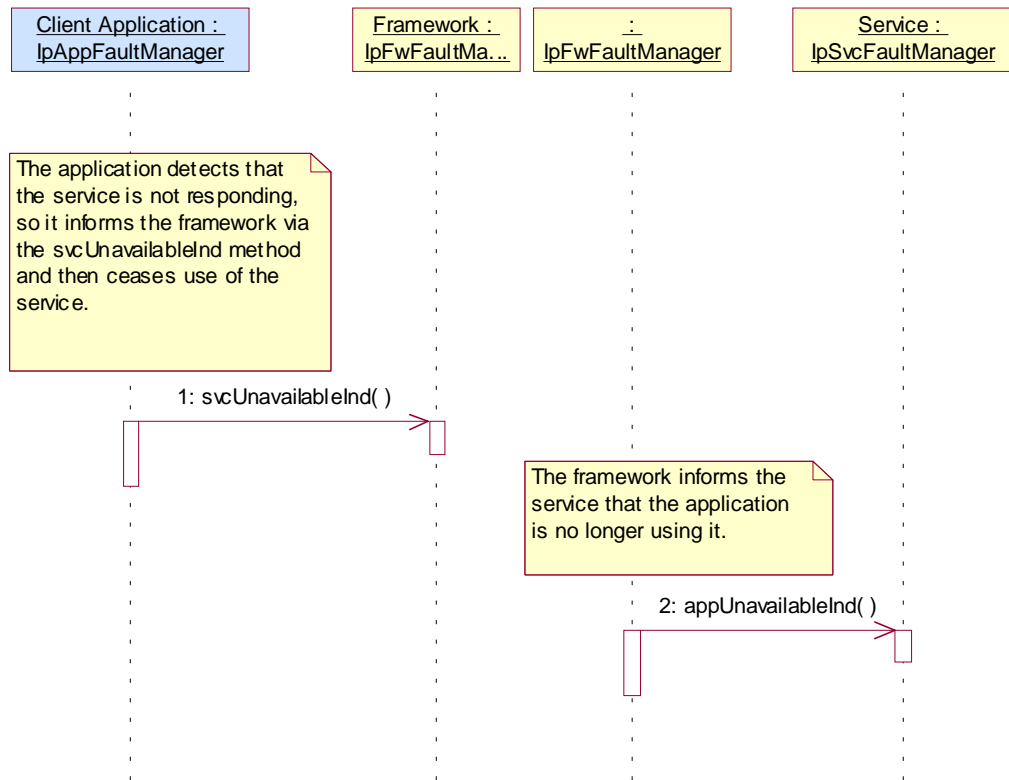 Client Application :
IpAppFaultManager
Framework :
IpFwFaultMa...
:
IpFwFaultManager
Service :
IpSvcFaultManager
The application detects that
the service is not responding,
so it informs the framework via
the svcUnavailableInd method
and then ceases use of the
service.
1: svcUnavailableInd( )
The framework informs the
service that the application
is no longer using it.
2: appUnavailableInd( )